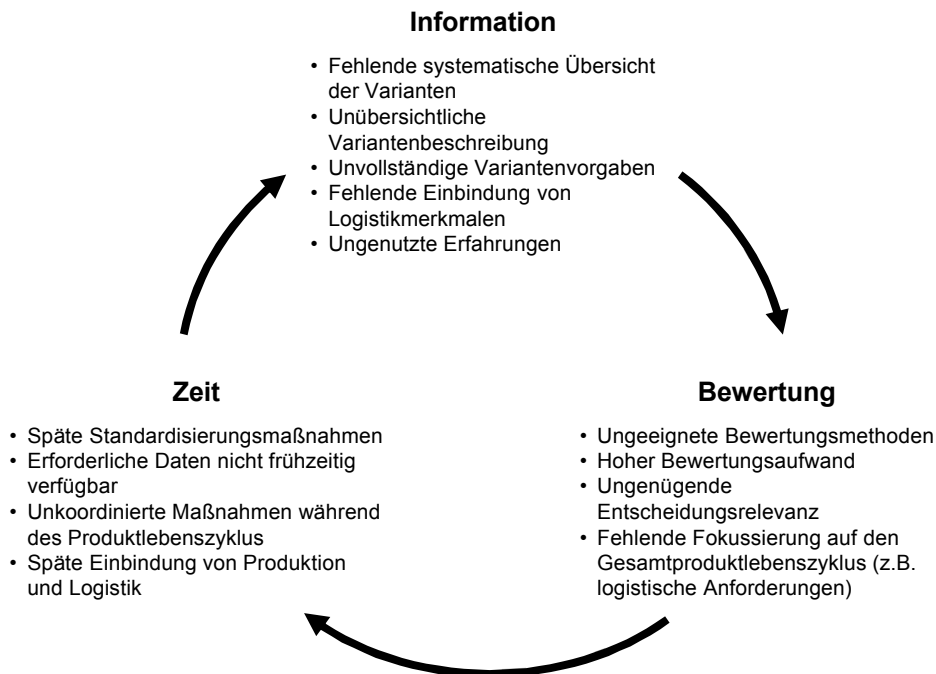 Information
• Fehlende systematische Übersicht
der Varianten
• Unübersichtliche
Variantenbeschreibung
• Unvollständige Variantenvorgaben
• Fehlende Einbindung von
Logistikmerkmalen
• Ungenutzte Erfahrungen
Zeit
• Späte Standardisierungsmaßnahmen
• Erforderliche Daten nicht frühzeitig
verfügbar
• Unkoordinierte Maßnahmen während
des Produktlebenszyklus
• Späte Einbindung von Produktion
und Logistik
Bewertung
• Ungeeignete Bewertungsmethoden
• Hoher Bewertungsaufwand
• Ungenügende
Entscheidungsrelevanz
• Fehlende Fokussierung auf den
Gesamtproduktlebenszyklus (z.B.
logistische Anforderungen)